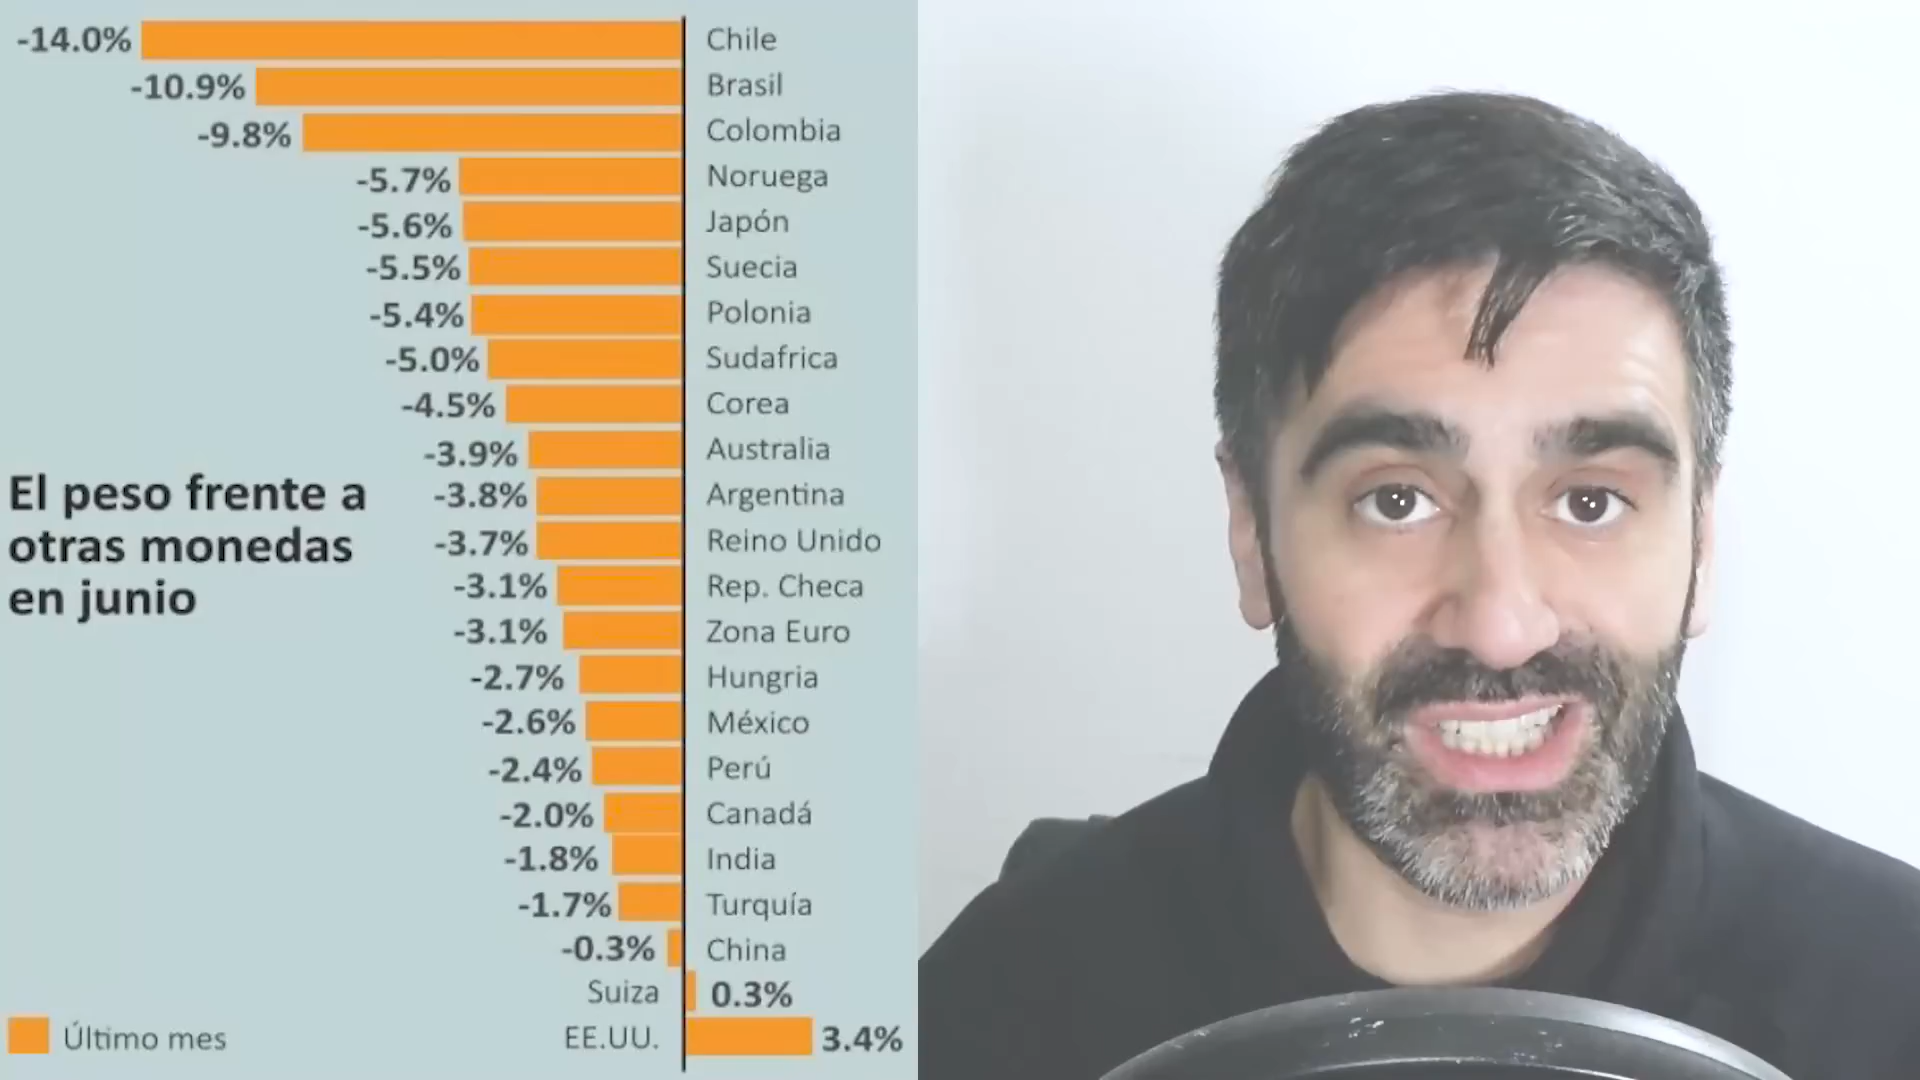 -14.0% Chile
-10.9% Brasil
-9.8% Colombia
-5.7% Noruega
-5.6% Japón
-5.5% Suecia
-5.4% Polonia
-5.0% Sudafrica
-4.5% Corea
-3.9% Australia
-3.8% Argentina
-3.7% Reino Unido
-3.1% Rep. Checa
-3.1% Zona Euro
-2.7% Hungria
-2.6% México
-2.4% Perú
-2.0% Canadá
-1.8% India
-1.7% Turquía
-0.3% China
Suiza 0.3%
EE.UU. 3.4%
El peso frente a
otras monedas
en junio
Último mes